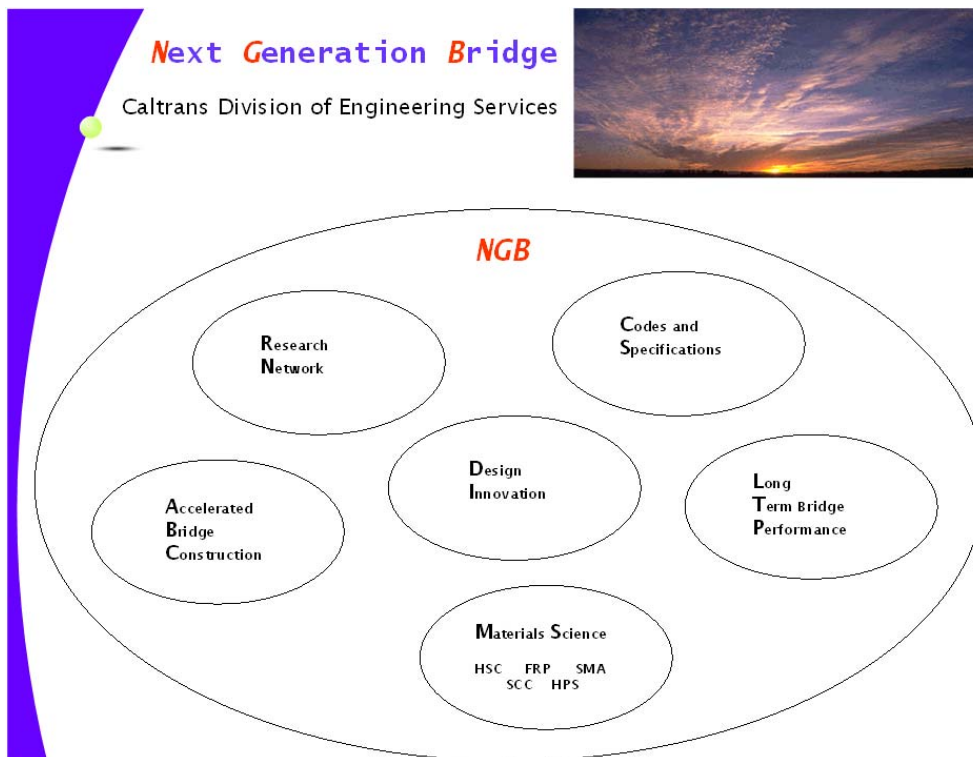 Next Generation Bridge
Caltrans Division of Engineering Services
NGB
Research
Network
Codes and
Specifications
Design
Innovation
Accelerated
Bridge
Construction
Long
Term Bridge
Performance
Materials Science
HSC FRP SMA
SCC HPS